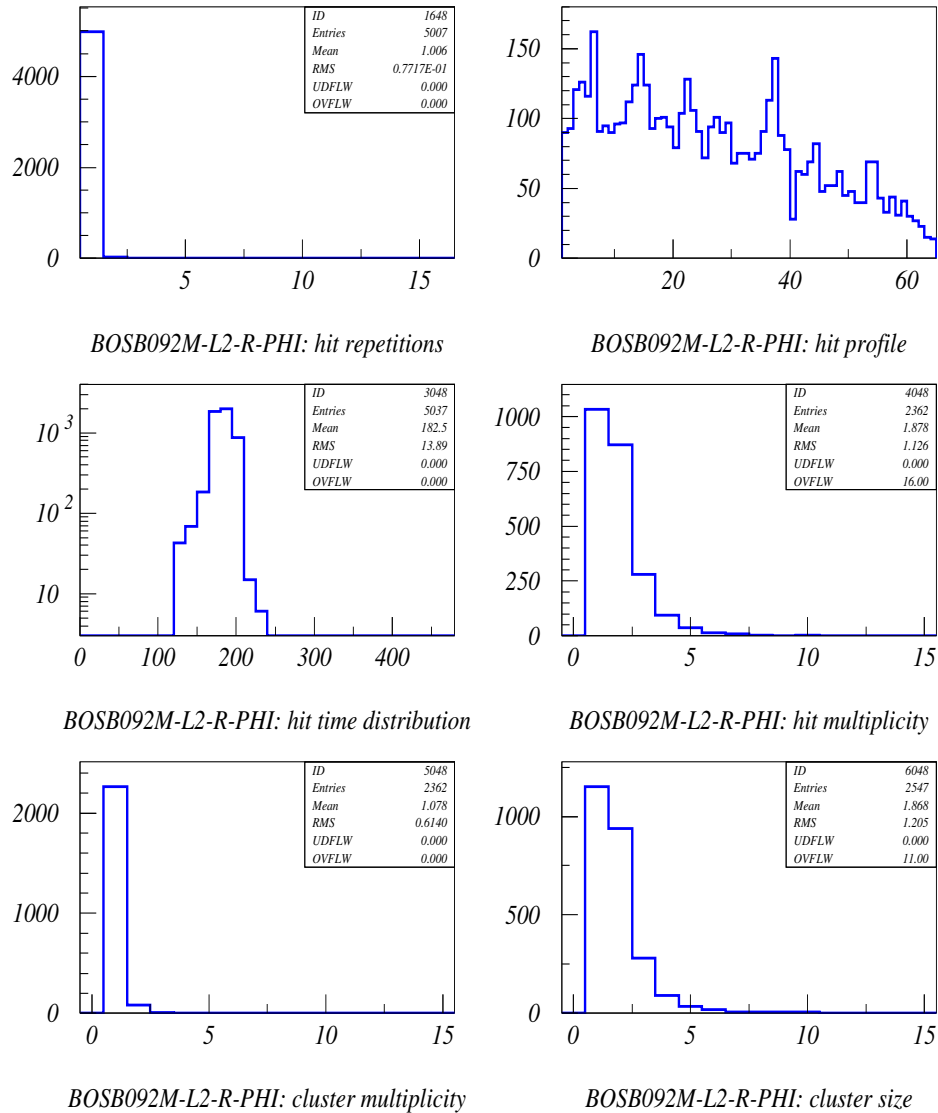 ID 1648
Entries 5007
Mean 1.006
RMS 0.7717E-01
UDFLW 0.000
OVFLW 0.000
4000
2000
0
5 10 15
BOSB092M-L2-R-PHI: hit repetitions
150
100
50
0
20 40 60
BOSB092M-L2-R-PHI: hit profile
ID 3048
Entries 5037
Mean 182.5
RMS 13.89
UDFLW 0.000
OVFLW 0.000
10 3
10 2
10
0 100 200 300 400
BOSB092M-L2-R-PHI: hit time distribution
ID 4048
Entries 2362
Mean 1.878
RMS 1.126
UDFLW 0.000
OVFLW 16.00
1000
750
500
250
0
0 5 10 15
BOSB092M-L2-R-PHI: hit multiplicity
ID 5048
Entries 2362
Mean 1.078
RMS 0.6140
UDFLW 0.000
OVFLW 0.000
2000
1000
0
0 5 10 15
BOSB092M-L2-R-PHI: cluster multiplicity
ID 6048
Entries 2547
Mean 1.868
RMS 1.205
UDFLW 0.000
OVFLW 11.00
1000
500
0
0 5 10 15
BOSB092M-L2-R-PHI: cluster size